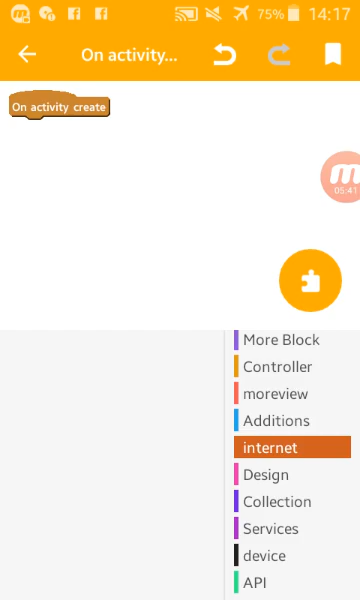 75% 14:17
On activity...
On activity create
05:41
More Block
Controller
moreview
Additions
internet
Design
Collection
Services
device
API